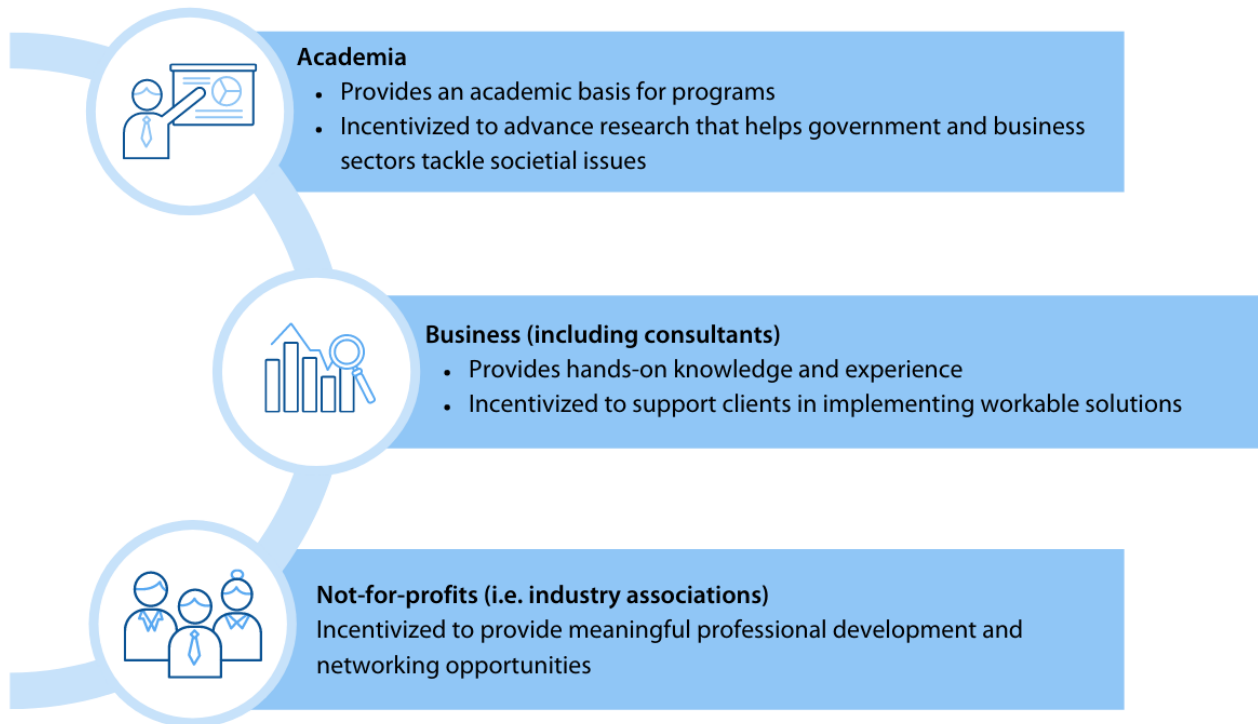 Academia
• Provides an academic basis for programs
• Incentivized to advance research that helps government and business
sectors tackle societial issues
Business (including consultants)
• Provides hands-on knowledge and experience
• Incentivized to support clients in implementing workable solutions
Not-for-profits (i.e. industry associations)
Incentivized to provide meaningful professional development and
networking opportunities